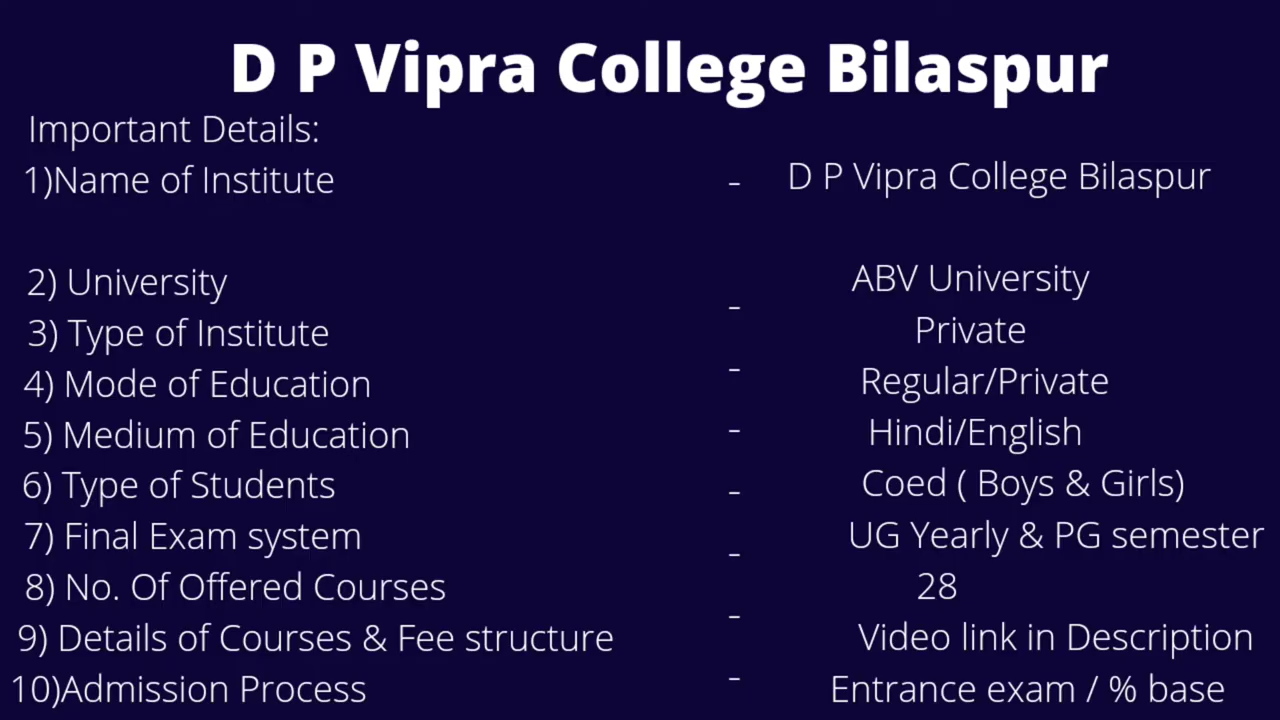 D P Vipra College Bilaspur
Important Details:
1)Name of Institute - D P Vipra College Bilaspur
2) University - ABV University
3) Type of Institute - Private
4) Mode of Education - Regular/Private
5) Medium of Education - Hindi/English
6) Type of Students - Coed ( Boys & Girls)
7) Final Exam system - UG Yearly & PG semester
8) No. Of Offered Courses - 28
9) Details of Courses & Fee structure Video link in Description
10)Admission Process Entrance exam / % base